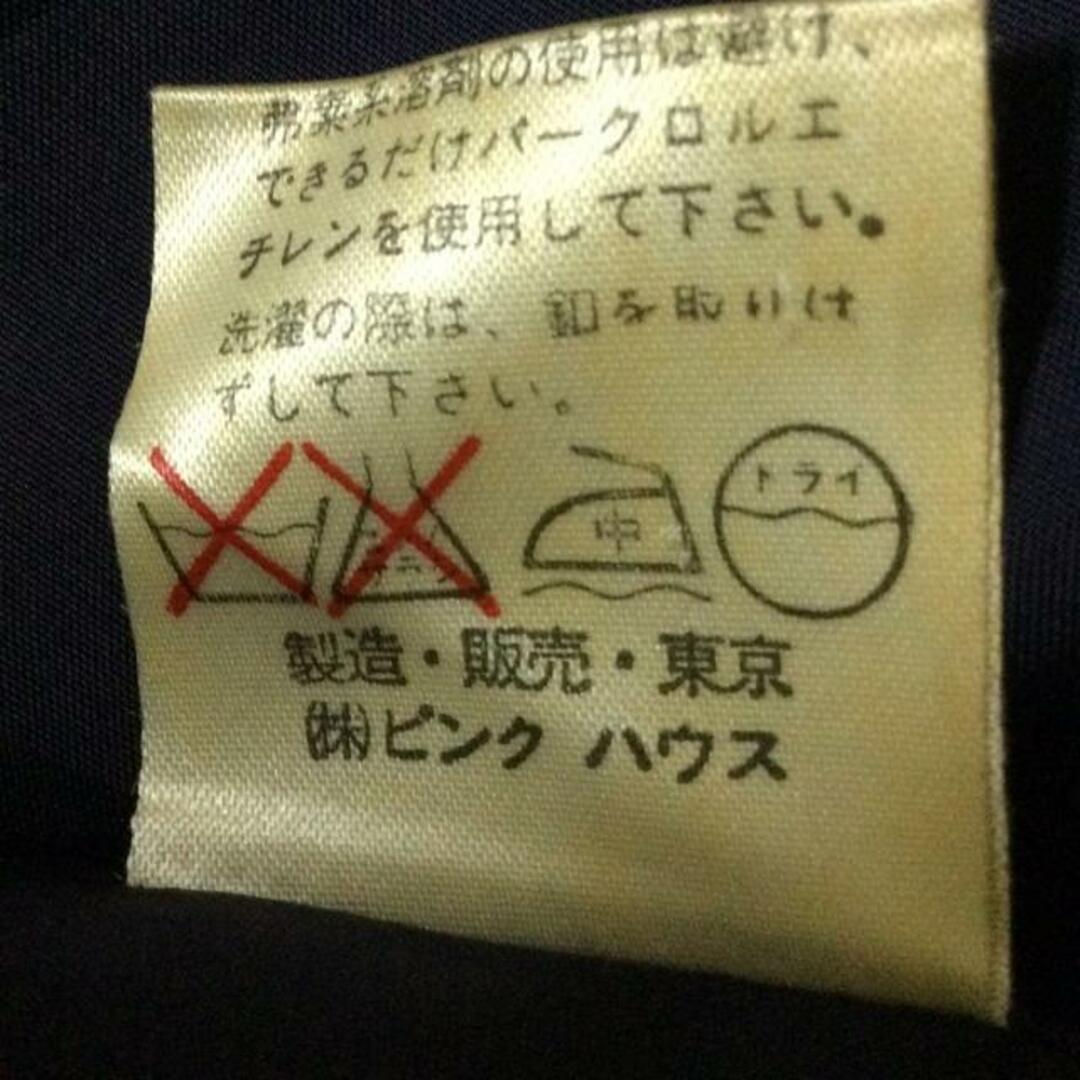 弗素系溶剤の使用は避け、
できるだけパークロルエ
チレンを使用して下さい。
洗濯の際は、釦を取りは
ずして下さい。
中
ドライ
製造・販売・東京
㈱ピンク ハウス